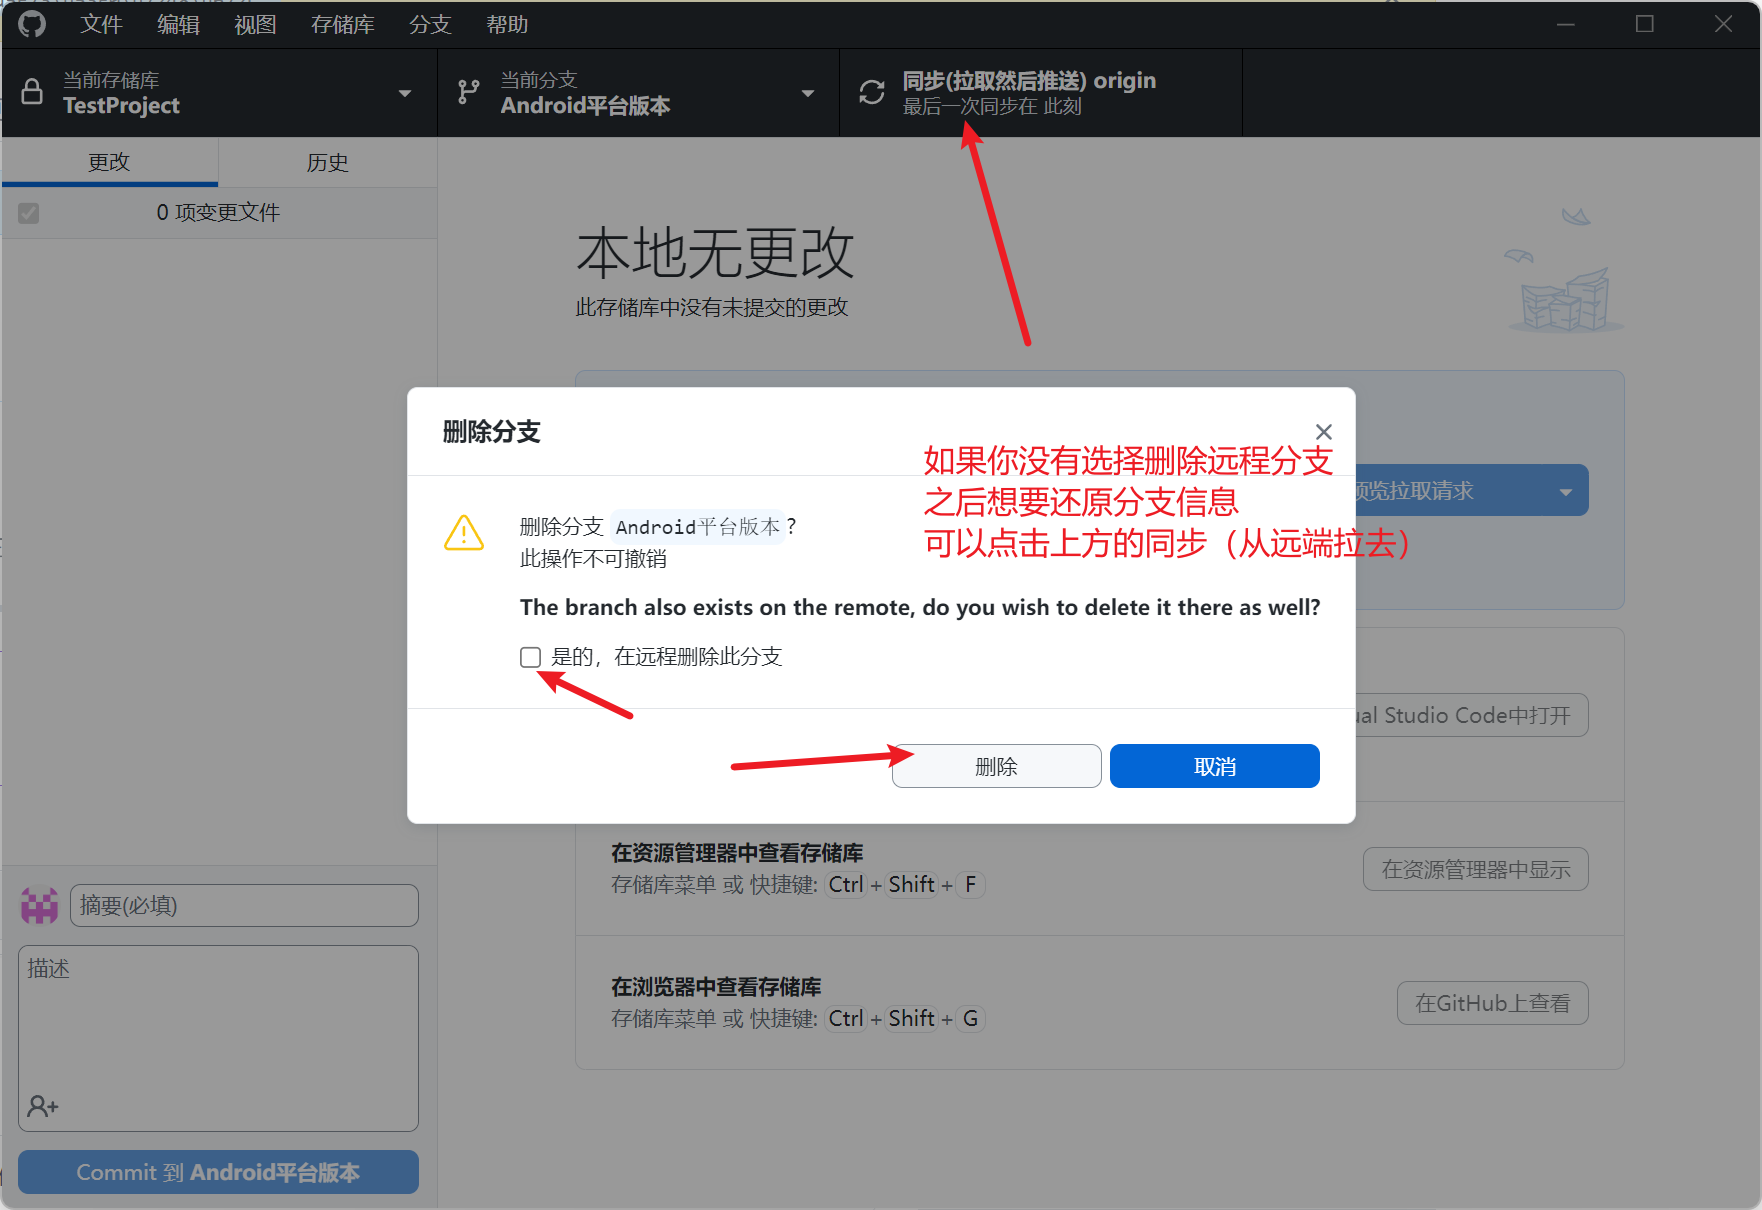 文件 编辑 视图 存储库 分支 帮助
当前存储库
TestProject
当前分支
Android平台版本
同步(拉取然后推送) origin
最后一次同步在 此刻
更改
历史
0 项变更文件
本地无更改
此存储库中没有未提交的更改
删除分支
如果你没有选择删除远程分支
之后想要还原分支信息
可以点击上方的同步（从远端拉去）
预览拉取请求
删除分支 Android平台版本 ?
此操作不可撤销
The branch also exists on the remote, do you wish to delete it there as well?
是的，在远程删除此分支
ual Studio Code中打开
删除
取消
在资源管理器中查看存储库
存储库菜单 或 快捷键: Ctrl + Shift + F
在资源管理器中显示
在浏览器中查看存储库
存储库菜单 或 快捷键: Ctrl + Shift + G
在GitHub上查看
摘要(必填)
描述
Commit 到 Android平台版本